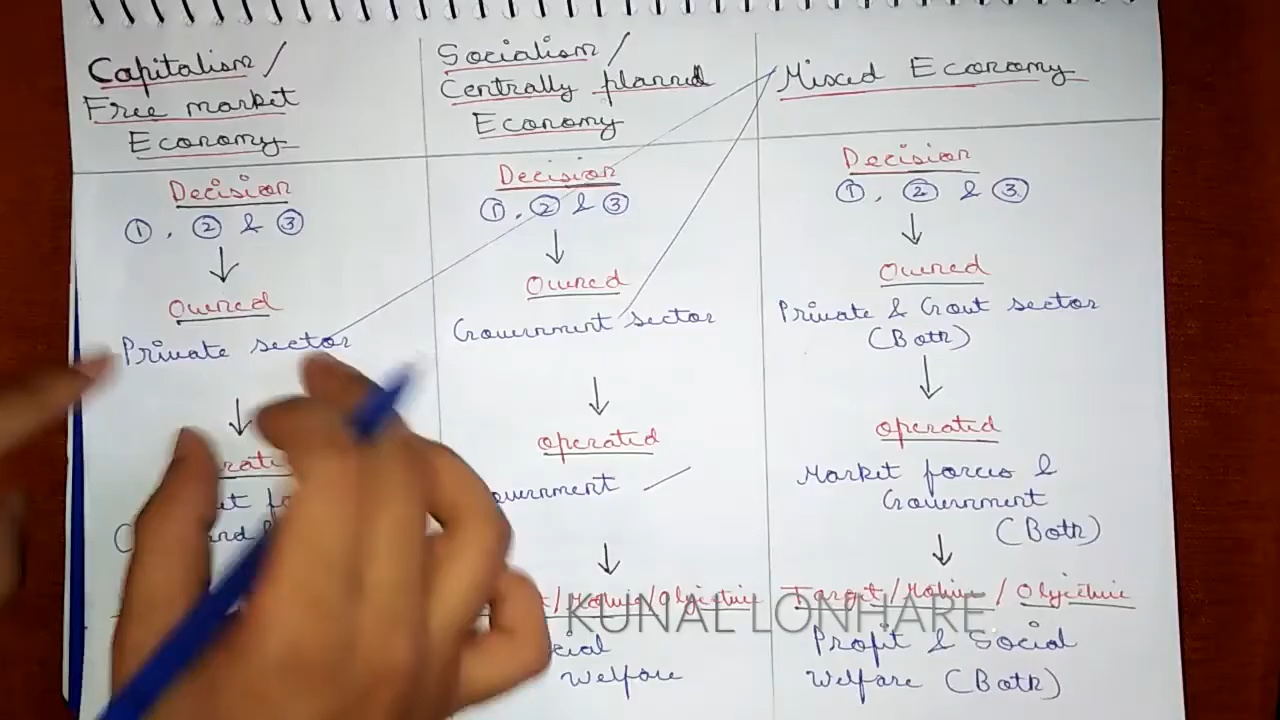 Capitalism /
Free market
Economy
Decision
①, ② & ③
↓
Owned
Private sector
↓
Socialism /
Centrally planned
Economy
Decision
①, ② & ③
↓
Owned
Government sector
↓
Operated
↓
Welfare
Mixed Economy
Decision
①, ② & ③
↓
Owned
Private & Govt sector
(Both)
↓
Operated
Market forces &
Government
(Both)
↓
Target / Motive / Objective
Profit & Social
Welfare (Both)
KUNAL LONHARE